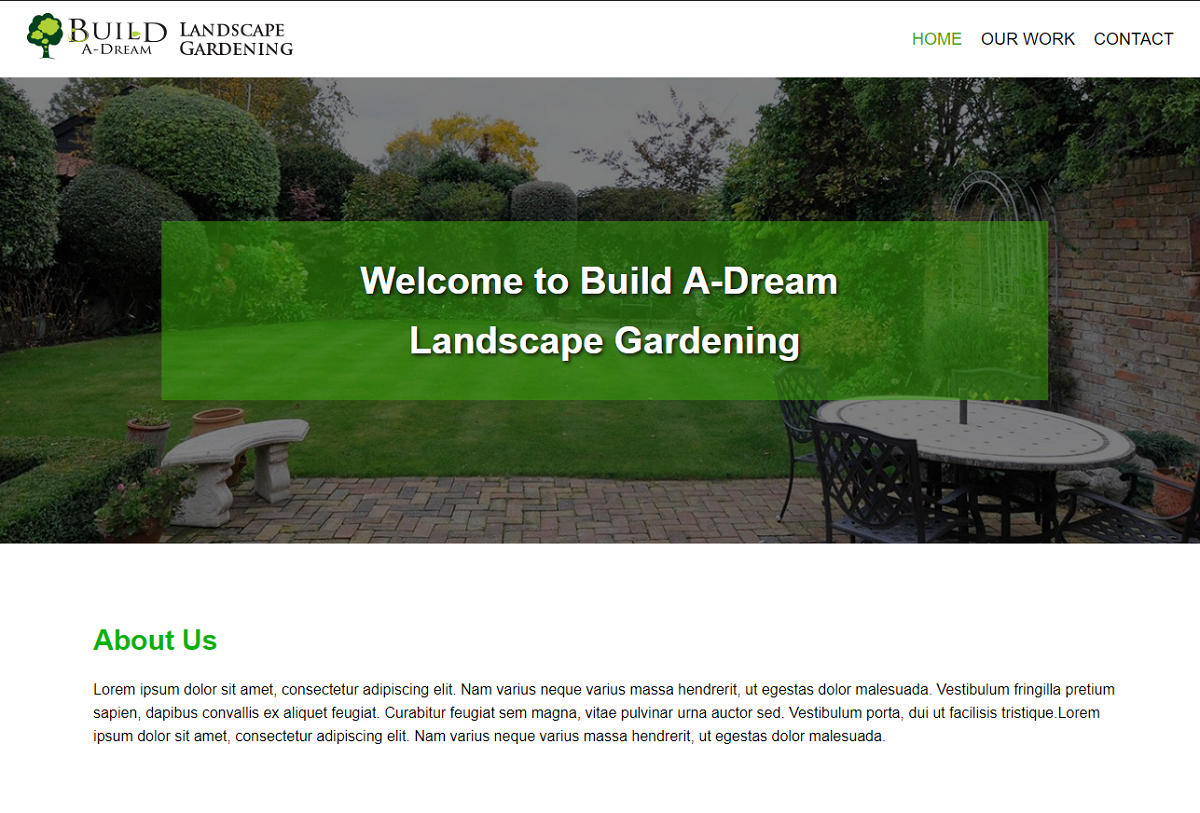 BUILD
A-DREAM
LANDSCAPE
GARDENING
HOME OUR WORK CONTACT
Welcome to Build A-Dream
Landscape Gardening
About Us
Lorem ipsum dolor sit amet, consectetur adipiscing elit. Nam varius neque varius massa hendrerit, ut egestas dolor malesuada. Vestibulum fringilla pretium
sapien, dapibus convallis ex aliquet feugiat. Curabitur feugiat sem magna, vitae pulvinar urna auctor sed. Vestibulum porta, dui ut facilisis tristique.Lorem
ipsum dolor sit amet, consectetur adipiscing elit. Nam varius neque varius massa hendrerit, ut egestas dolor malesuada.